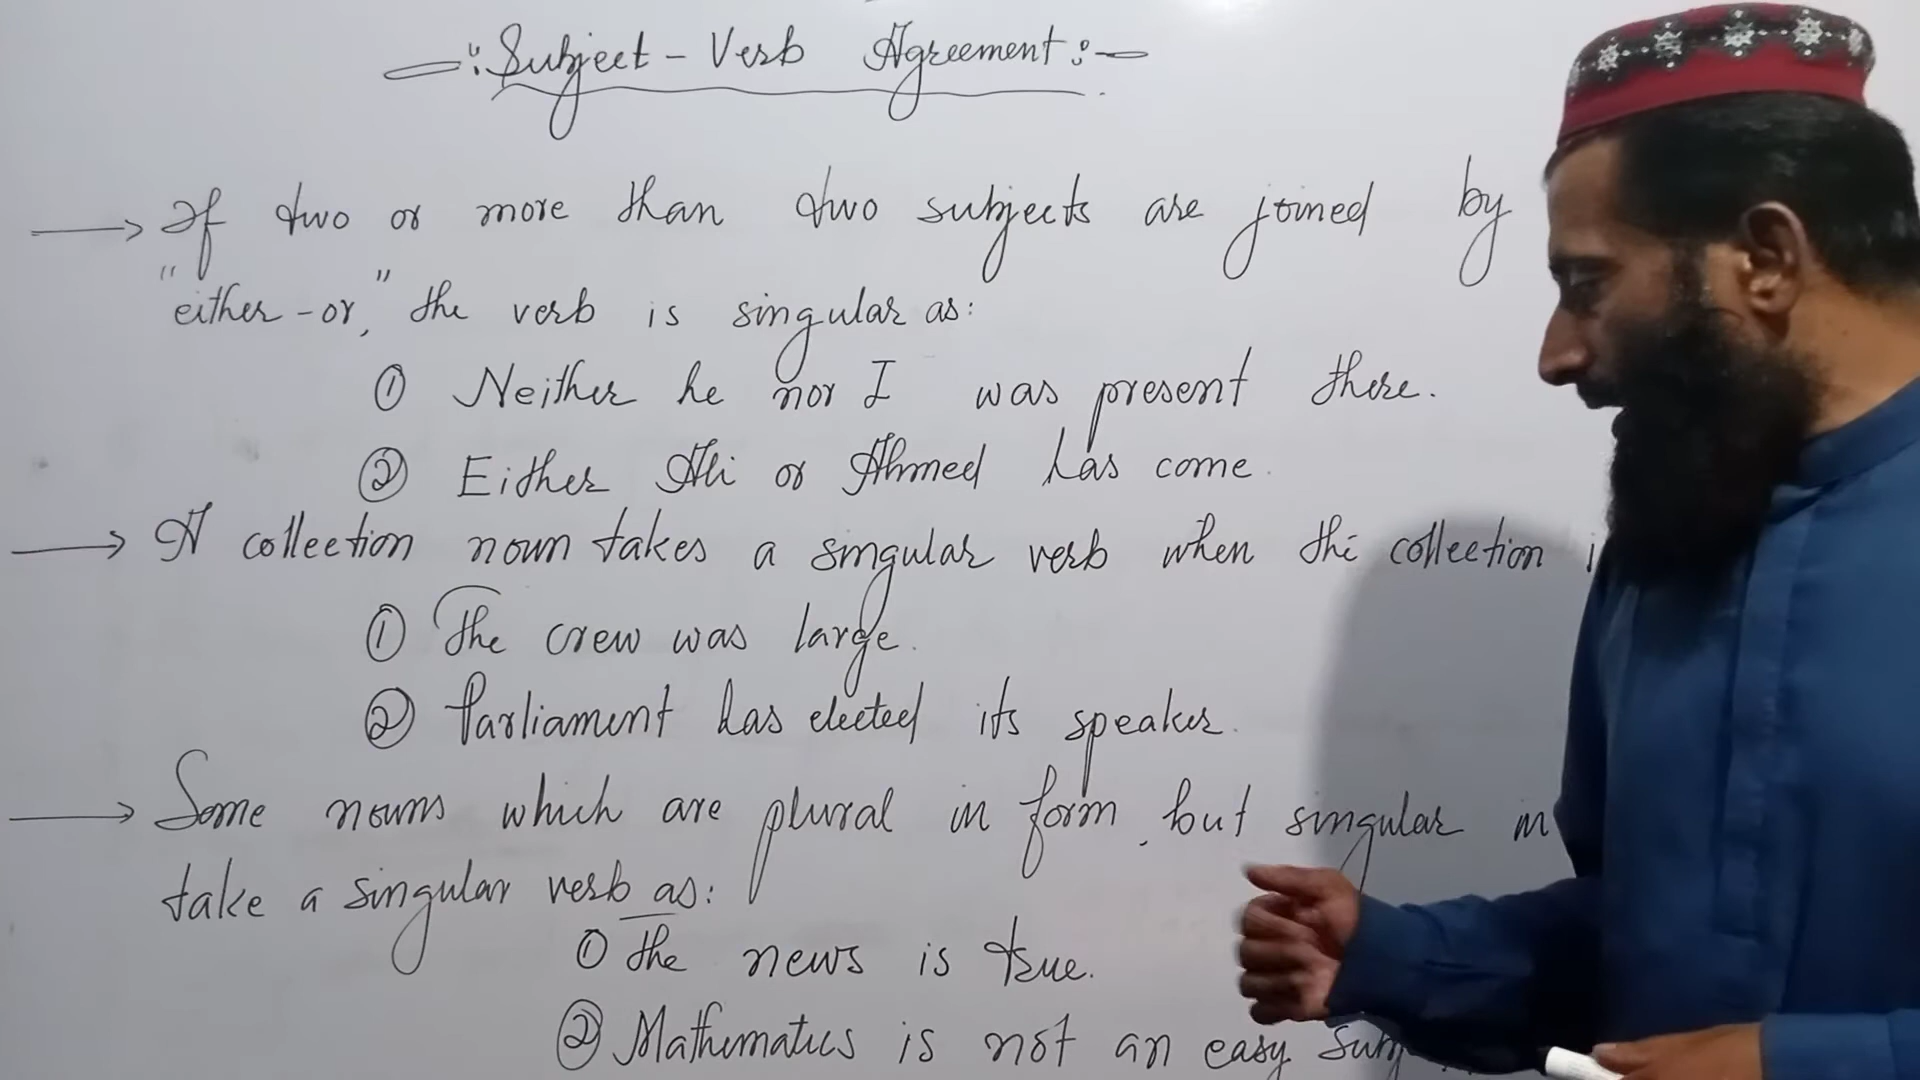 Subject - Verb Agreement :-
→ If two or more than two subjects are joined by
"either - or," the verb is singular as:
① Neither he nor I was present there.
② Either Ali or Ahmed has come.
→ A collection noun takes a singular verb when the collection
① The crew was large.
② Parliament has elected its speaker.
→ Some nouns which are plural in form, but singular in
take a singular verb as:
① The news is true.
② Mathematics is not an easy